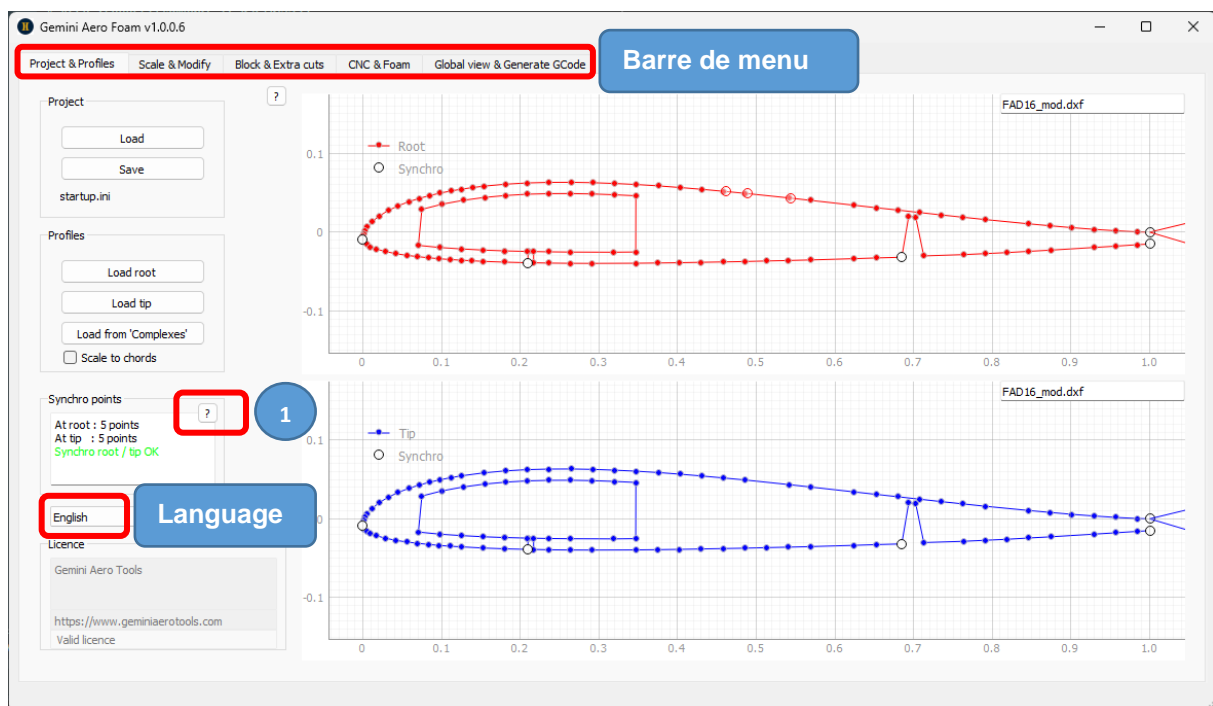 Gemini Aero Foam v1.0.0.6
Project & Profiles Scale & Modify Block & Extra cuts CNC & Foam Global view & Generate GCode
Barre de menu
Project
?
Load
Save
startup.ini
Profiles
Load root
Load tip
Load from 'Complexes'
Scale to chords
Synchro points
?
1
At root : 5 points
At tip : 5 points
Synchro root / tip OK
English
Language
Licence
Gemini Aero Tools
https://www.geminiaerotools.com
Valid licence
FAD16_mod.dxf
Root
Synchro
0.1
0
-0.1
0 0.1 0.2 0.3 0.4 0.5 0.6 0.7 0.8 0.9 1.0
FAD16_mod.dxf
Tip
Synchro
0.1
0
-0.1
0 0.1 0.2 0.3 0.4 0.5 0.6 0.7 0.8 0.9 1.0